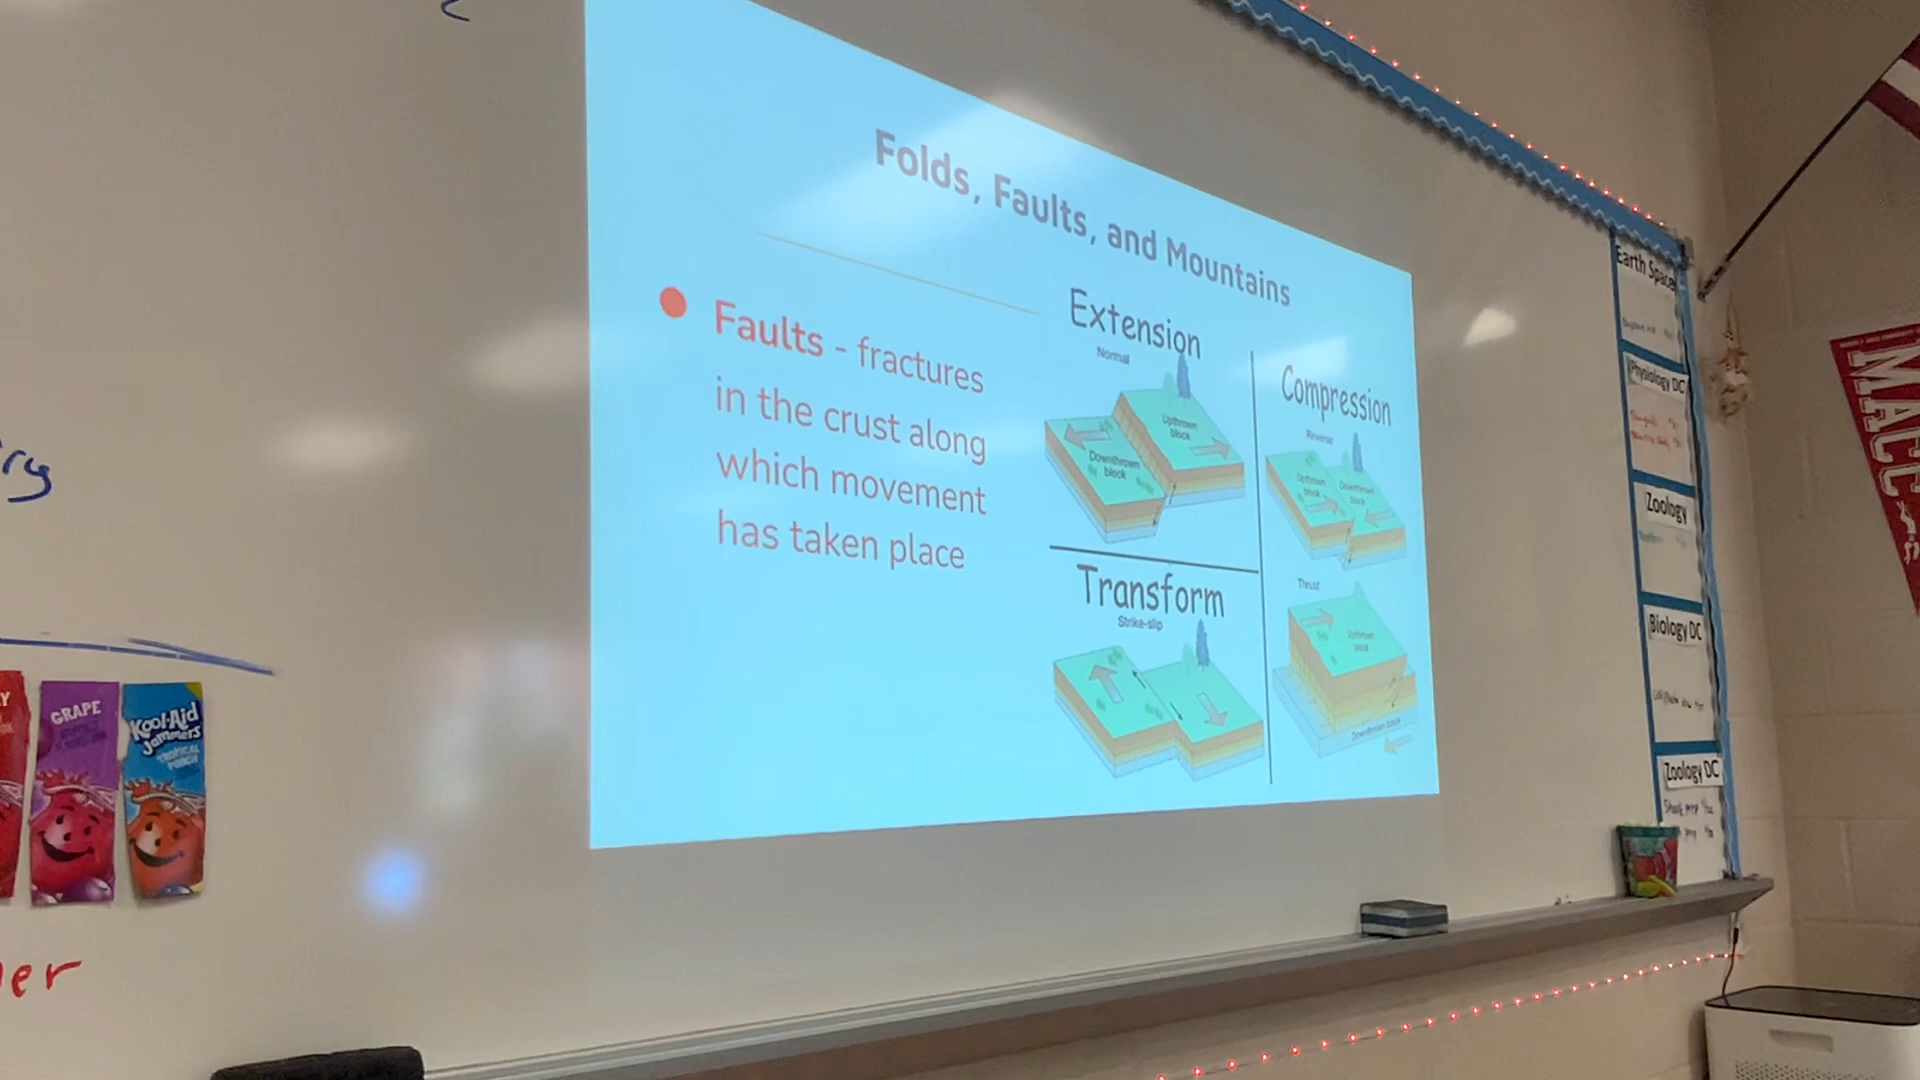 Folds, Faults, and Mountains
Faults - fractures
in the crust along
which movement
has taken place
Extension
Normal
Upthrown
block
Downthrown
block
Transform
Strike-slip
Compression
Reverse
Upthrown
block
Downthrown
block
Thrust
Upthrown
block
Downthrown block
Earth Space
Physiology DC
Zoology
Biology DC
Zoology DC
ry
er
Y
GRAPE
Kool-Aid
Jammers
TROPICAL
PUNCH
MACC